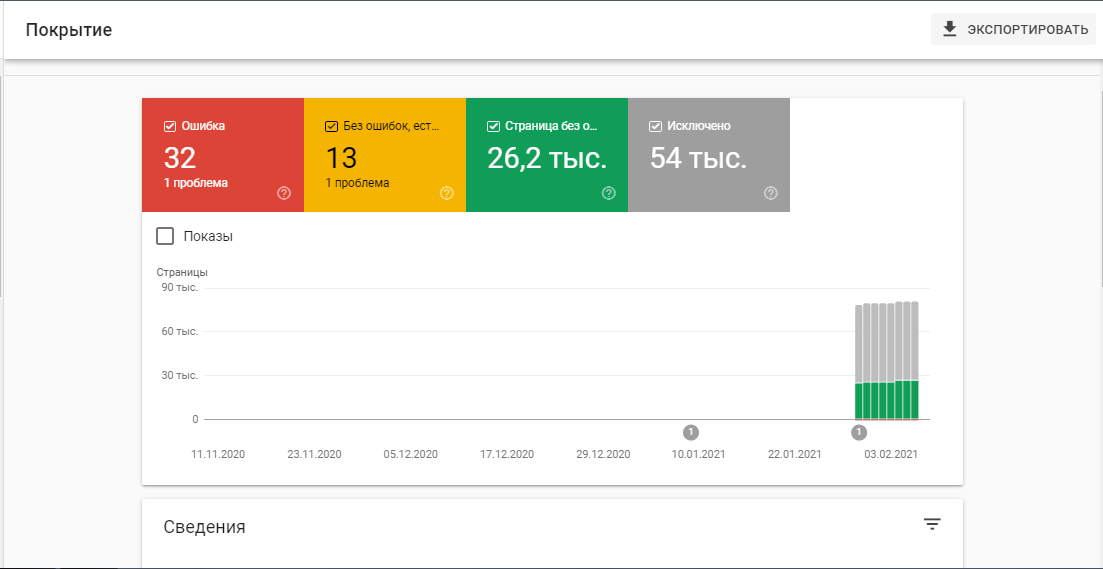 Покрытие
ЭКСПОРТИРОВАТЬ
Ошибка
32
1 проблема
Без ошибок, ест...
13
1 проблема
Страница без о...
26,2 тыс.
Исключено
54 тыс.
Показы
Страницы
90 тыс.
60 тыс.
30 тыс.
0
1
1
11.11.2020 23.11.2020 05.12.2020 17.12.2020 29.12.2020 10.01.2021 22.01.2021 03.02.2021
Сведения